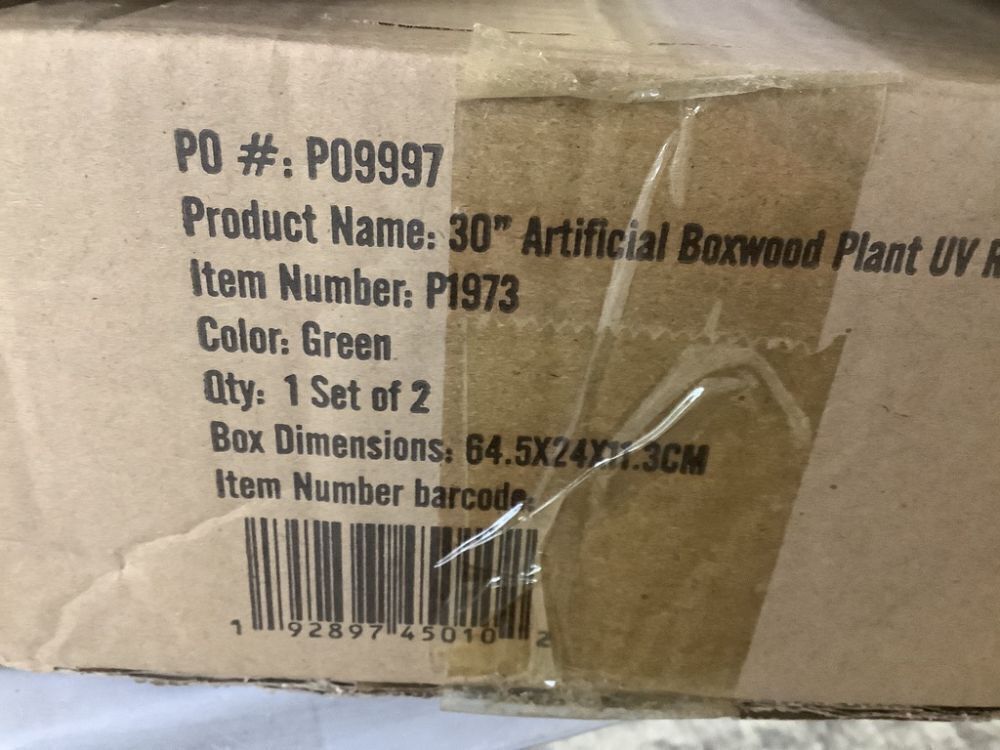 PO #: PO9997
Product Name: 30" Artificial Boxwood Plant UV
Item Number: P1973
Color: Green
Qty: 1 Set of 2
Box Dimensions: 64.5X24X11.3CM
Item Number barcode:
1 92897 45010 2